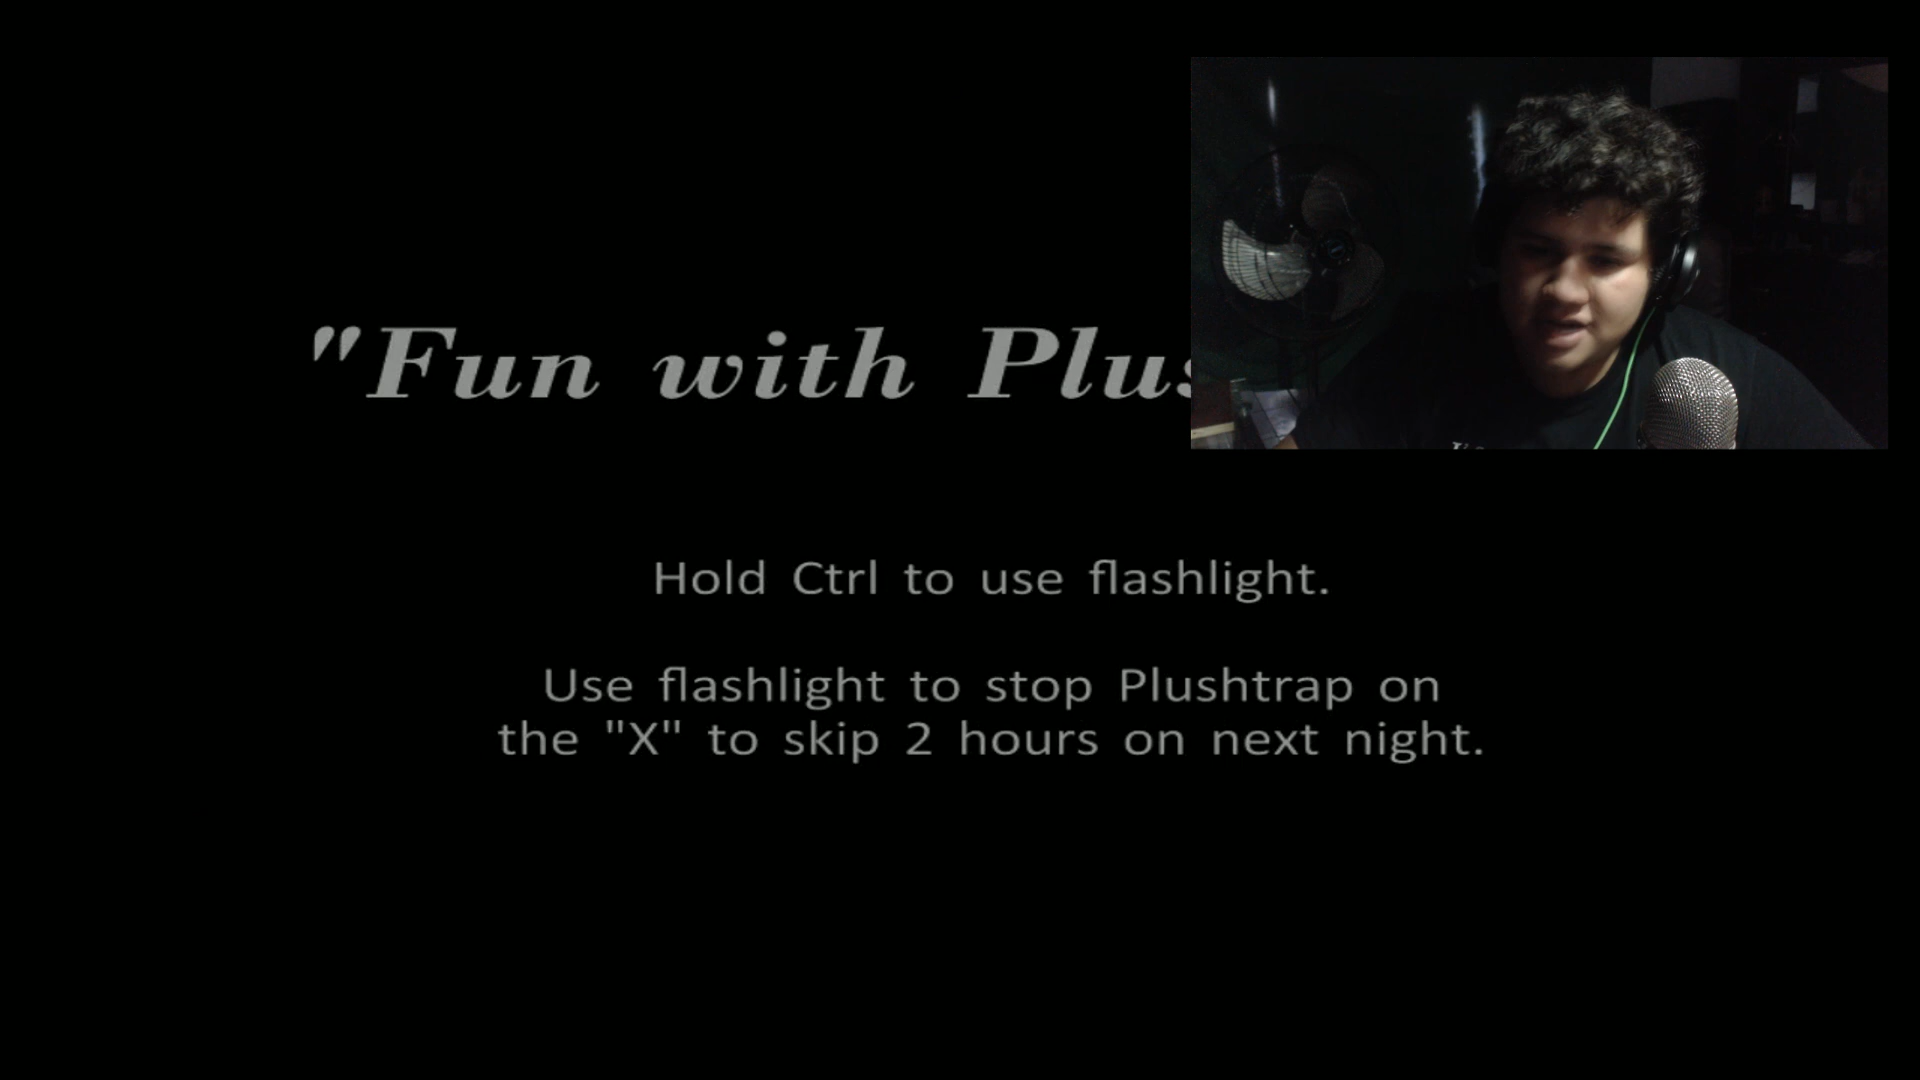 "Fun with Plus
Hold Ctrl to use flashlight.
Use flashlight to stop Plushtrap on
the "X" to skip 2 hours on next night.